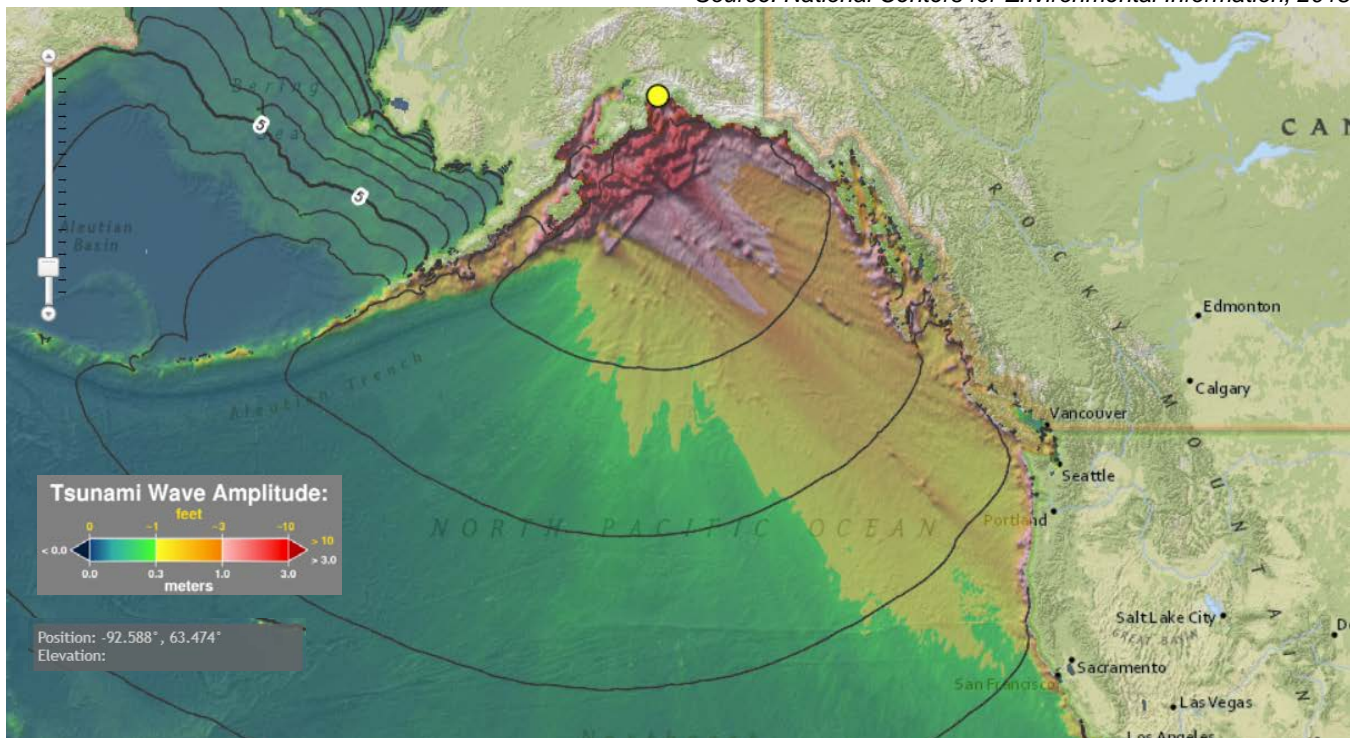 Source: National Centers for Environmental Information, 2018
Bering
Sea
5
5
Aleutian
Basin
CAN
ROCKY MOUNTAIN
Edmonton
Calgary
Aleutian Trench
Vancouver
Seattle
Tsunami Wave Amplitude:
feet
0 ~1 ~3 ~10
< 0.0 > 10
> 3.0
0.0 0.3 1.0 3.0
meters
NORTH PACIFIC OCEAN
Portland
Position: -92.588°, 63.474°
Elevation:
Salt Lake City
GREAT BASIN
Sacramento
San Francisco
Las Vegas
Los Angeles